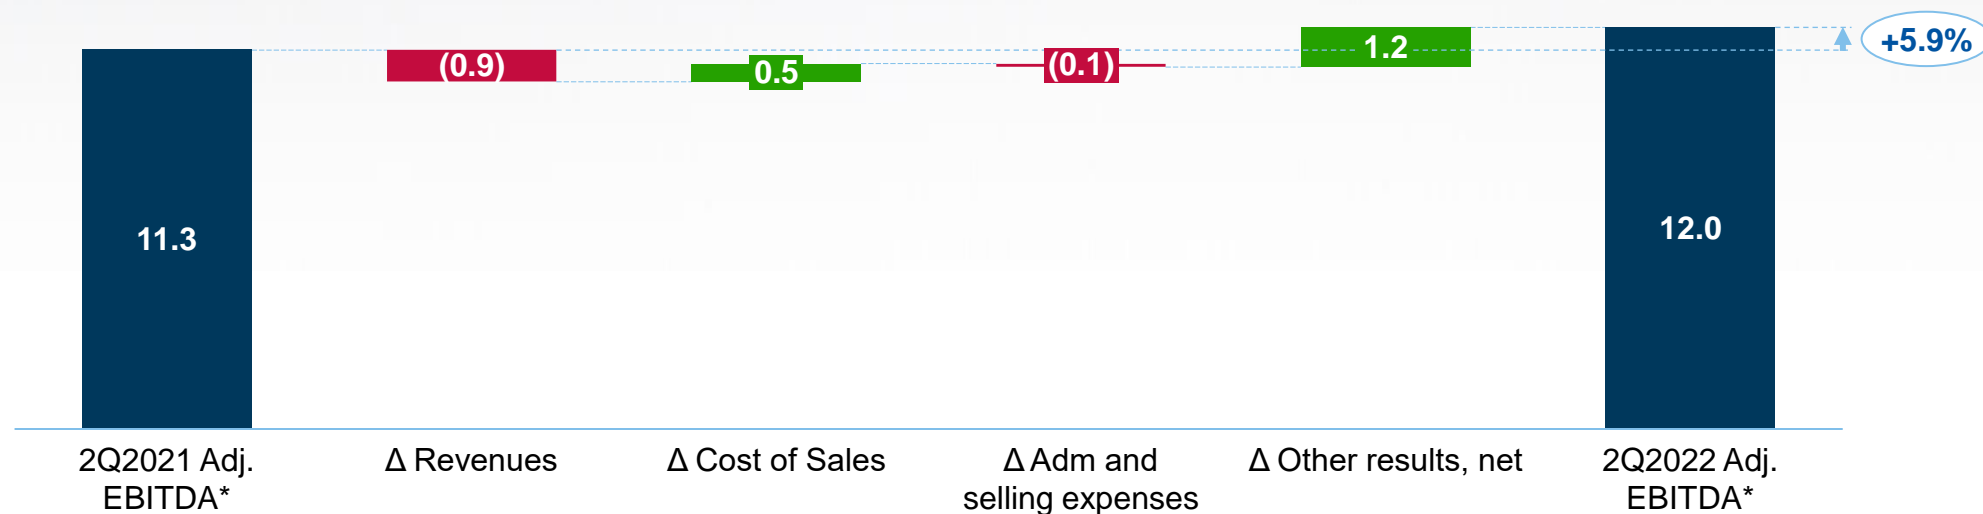 +5.9%
(0.9)
0.5
(0.1)
1.2
11.3
12.0
2Q2021 Adj.
EBITDA*
Δ Revenues
Δ Cost of Sales
Δ Adm and
selling expenses
Δ Other results, net
2Q2022 Adj.
EBITDA*